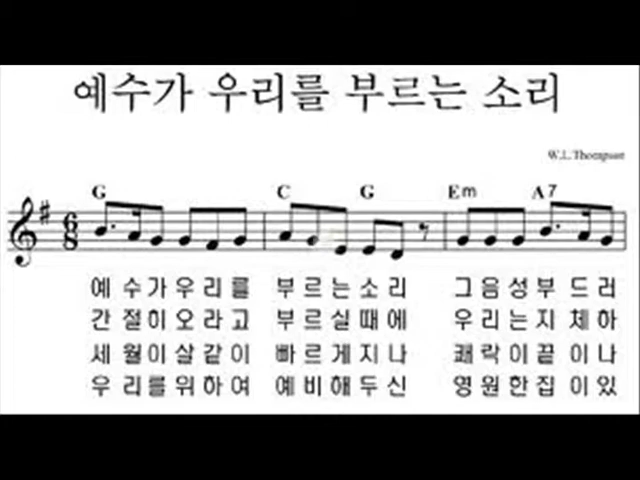 예수가 우리를 부르는 소리
W.L.Thompson
G C G Em A7
6
8
예 수가 우 리 를 부 르 는 소 리 그 음 성 부 드 러
간 절히 오 라 고 부 르 실 때 에 우 리 는 지 체 하
세 월이 살 같 이 빠 르 게 지 나 쾌 락 이 끝 이 나
우 리를 위 하 여 예 비 해 두 신 영 원 한 집 이 있